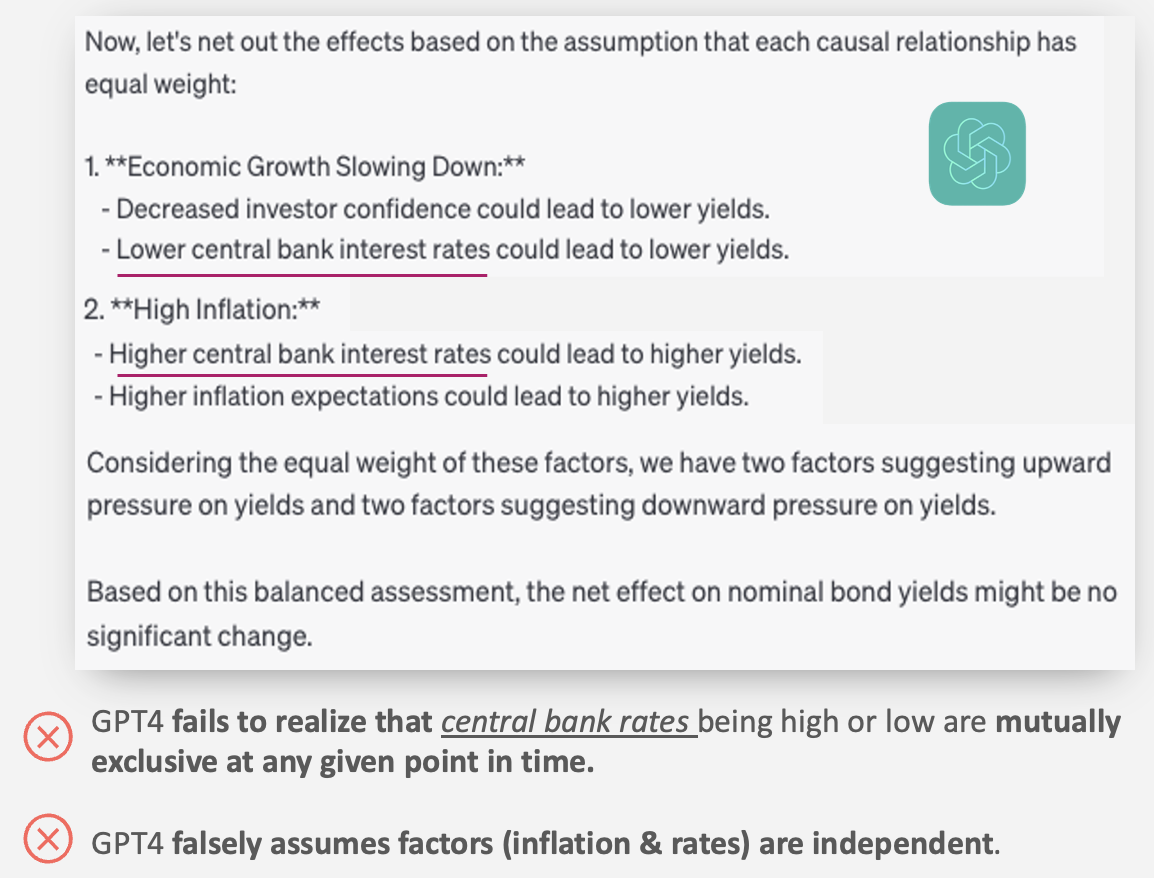 Now, let's net out the effects based on the assumption that each causal relationship has
equal weight:
1. **Economic Growth Slowing Down:**
- Decreased investor confidence could lead to lower yields.
- Lower central bank interest rates could lead to lower yields.
2. **High Inflation:**
- Higher central bank interest rates could lead to higher yields.
- Higher inflation expectations could lead to higher yields.
Considering the equal weight of these factors, we have two factors suggesting upward
pressure on yields and two factors suggesting downward pressure on yields.
Based on this balanced assessment, the net effect on nominal bond yields might be no
significant change.
GPT4 fails to realize that central bank rates being high or low are mutually
exclusive at any given point in time.
GPT4 falsely assumes factors (inflation & rates) are independent.